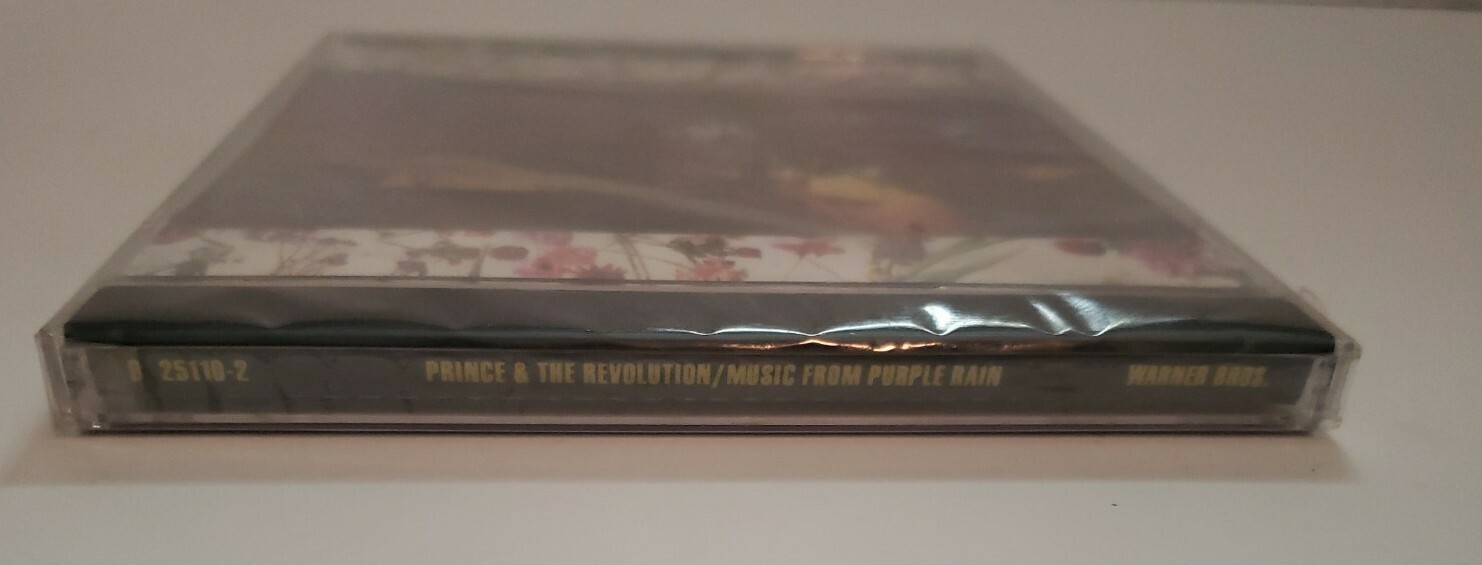 25110-2 PRINCE & THE REVOLUTION/MUSIC FROM PURPLE RAIN WARNER BROS.